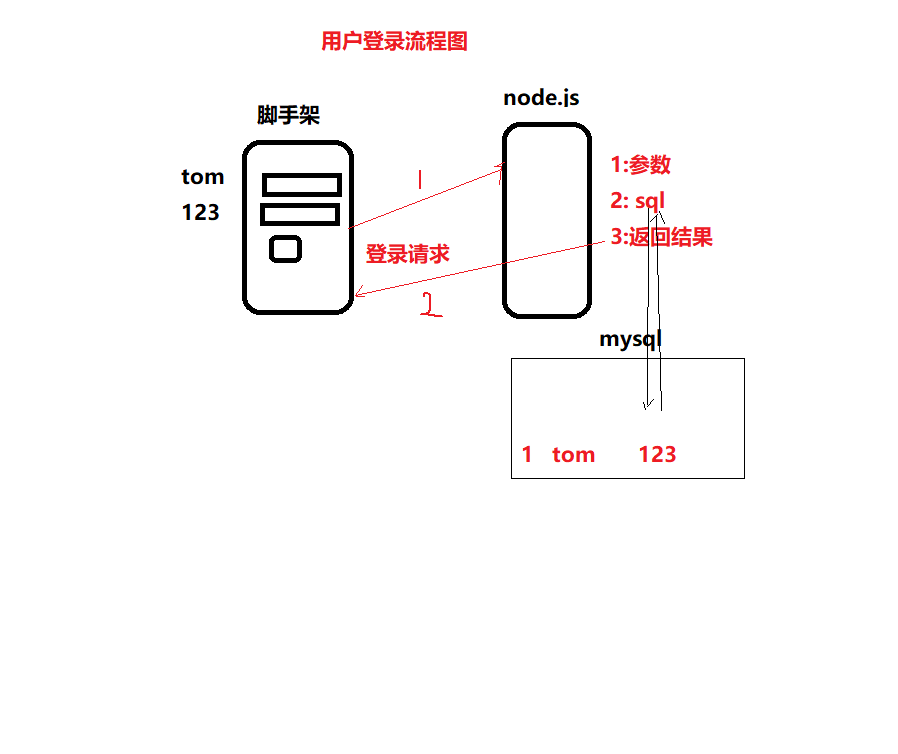 用户登录流程图
node.js
脚手架
tom
123
1
登录请求
2
1:参数
2: sql
3:返回结果
mysql
1 tom 123